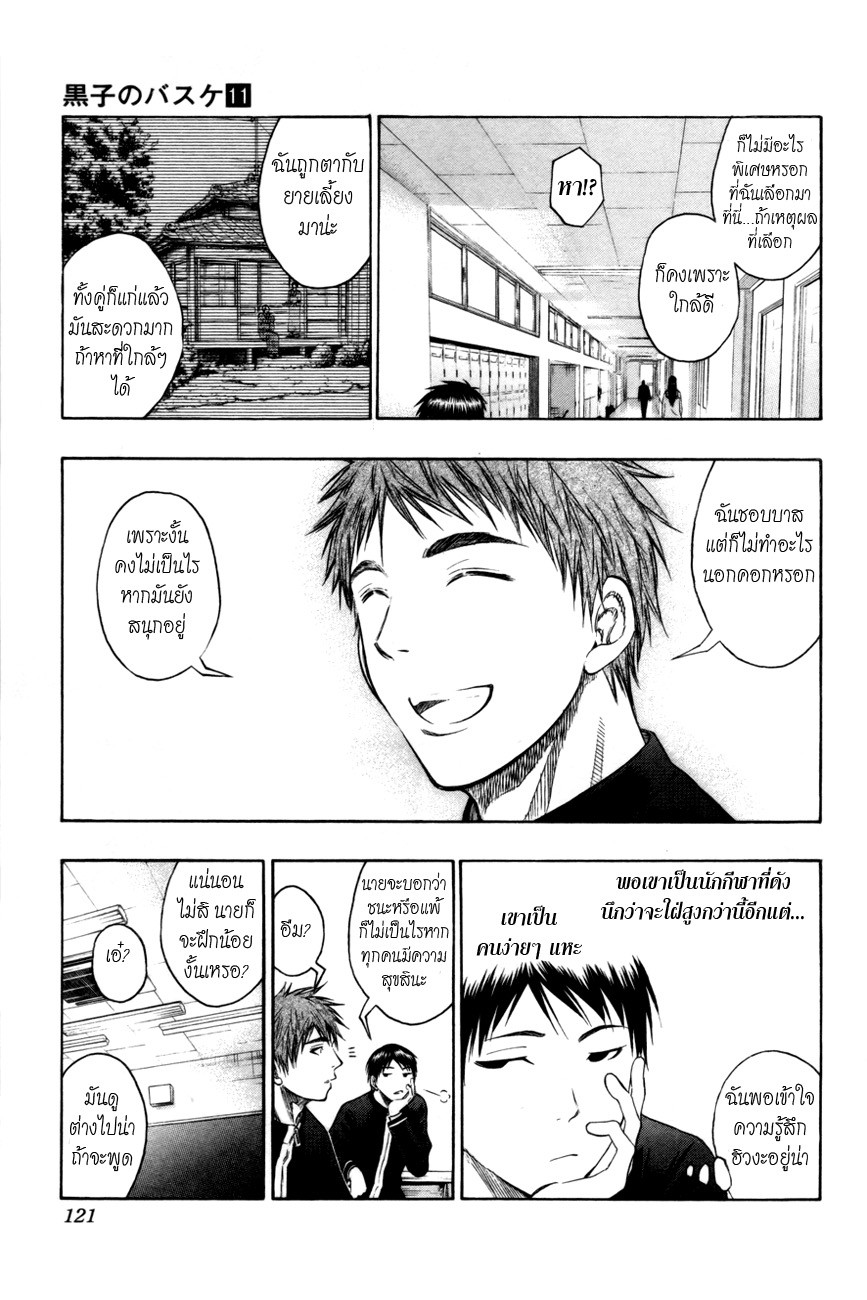 黒子のバスケ11
ก็ไม่มีอะไร
พิเศษหรอก
ที่ฉันเลือกมา
ที่นี่...ถ้าเหตุผล
ที่เลือก
ก็คงเพราะ
ใกล้ดี
หา!?
ฉันถูกตากับ
ยายเลี้ยง
มาน่ะ
ทั้งคู่ก็แก่แล้ว
มันสะดวกมาก
ถ้าหาที่ใกล้ๆ
ได้
ฉันชอบบาส
แต่ก็ไม่ทำอะไร
นอกคอกหรอก
เพราะงั้น
คงไม่เป็นไร
หากมันยัง
สนุกอยู่
พอเขาเป็นนักกีฬาที่ดัง
นึกว่าจะใฝ่สูงกว่านี้อีกแต่...
เขาเป็น
คนง่ายๆ แหะ
ฉันพอเข้าใจ
ความรู้สึก
ฮิวงะอยู่น่า
นายจะบอกว่า
ชนะหรือแพ้
ก็ไม่เป็นไรหาก
ทุกคนมีความ
สุขสินะ
อืม?
แน่นอน
ไม่สิ นายก็
จะฝึกน้อย
งั้นเหรอ?
เอ๋?
มันดู
ต่างไปน่า
ถ้าจะพูด
121